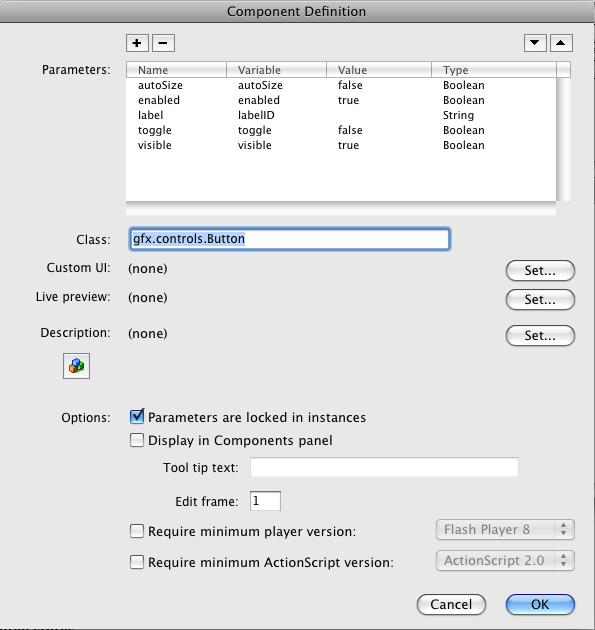 Component Definition
Parameters:
Name Variable Value Type
autoSize autoSize false Boolean
enabled enabled true Boolean
label labelID String
toggle toggle false Boolean
visible visible true Boolean
Class: gfx.controls.Button
Custom UI: (none) Set...
Live preview: (none) Set...
Description: (none) Set...
Options: Parameters are locked in instances
Display in Components panel
Tool tip text:
Edit frame: 1
Require minimum player version: Flash Player 8
Require minimum ActionScript version: ActionScript 2.0
Cancel OK